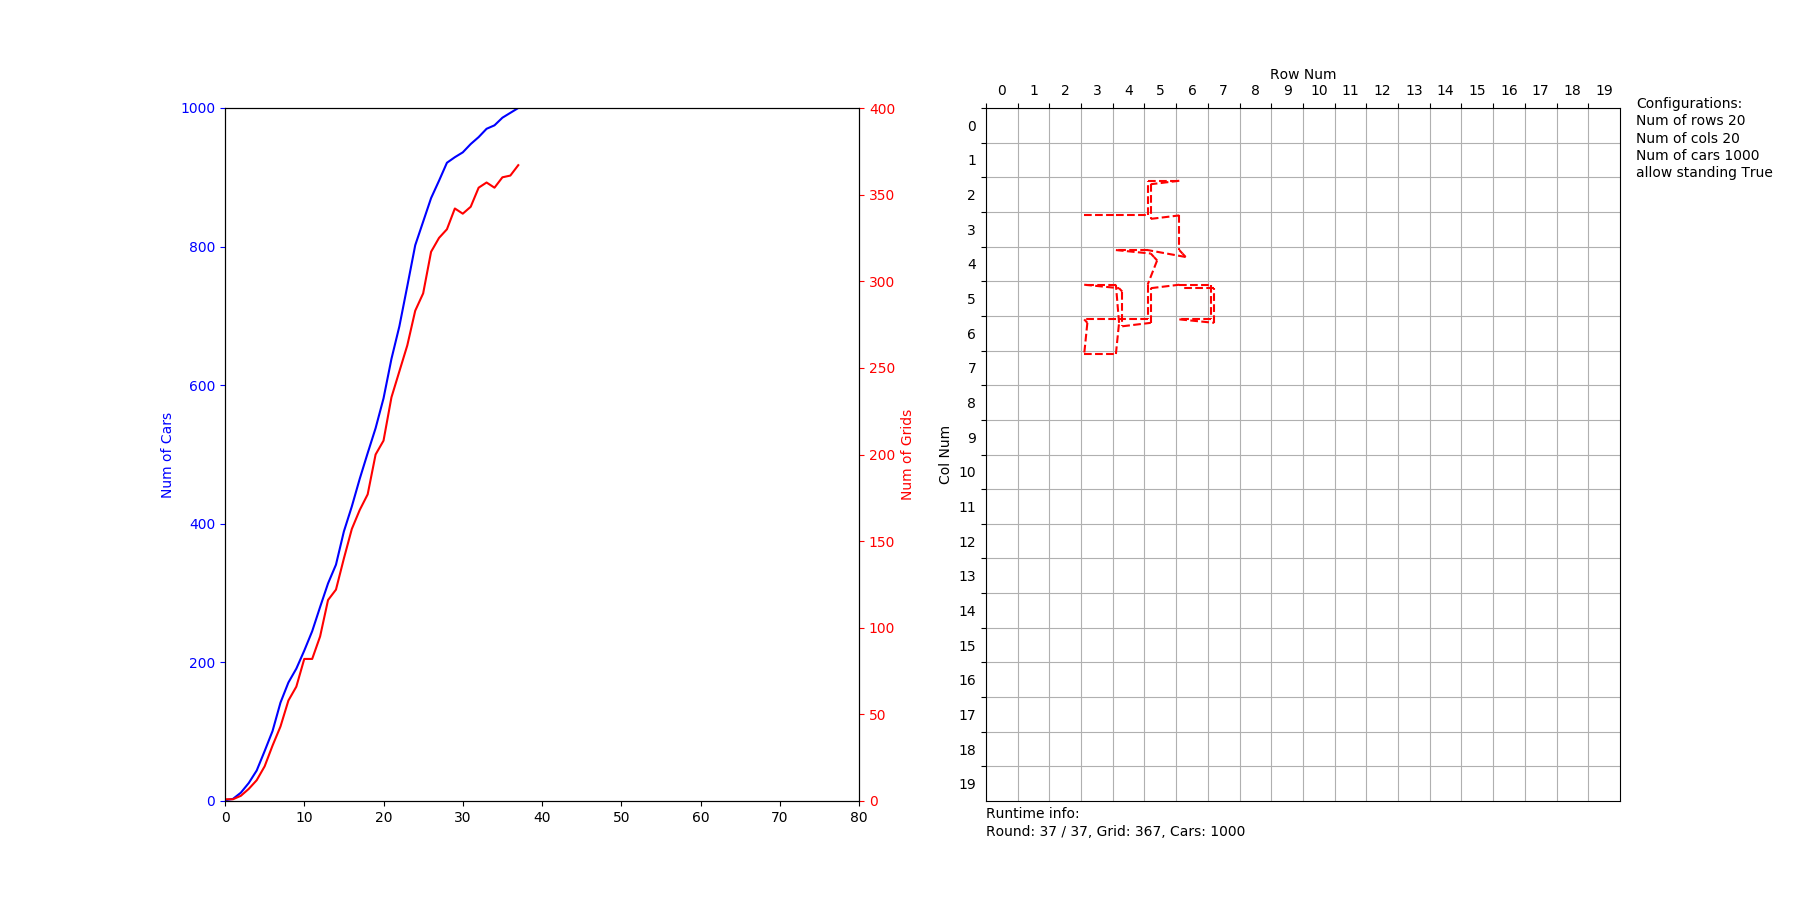 Row Num
0 1 2 3 4 5 6 7 8 9 10 11 12 13 14 15 16 17 18 19
Configurations:
Num of rows 20
Num of cols 20
Num of cars 1000
allow standing True
1000
800
600
400
200
0
Num of Cars
0 10 20 30 40 50 60 70 80
400
350
300
250
200
150
100
50
0
Num of Grids
Col Num
0
1
2
3
4
5
6
7
8
9
10
11
12
13
14
15
16
17
18
19
Runtime info:
Round: 37 / 37, Grid: 367, Cars: 1000